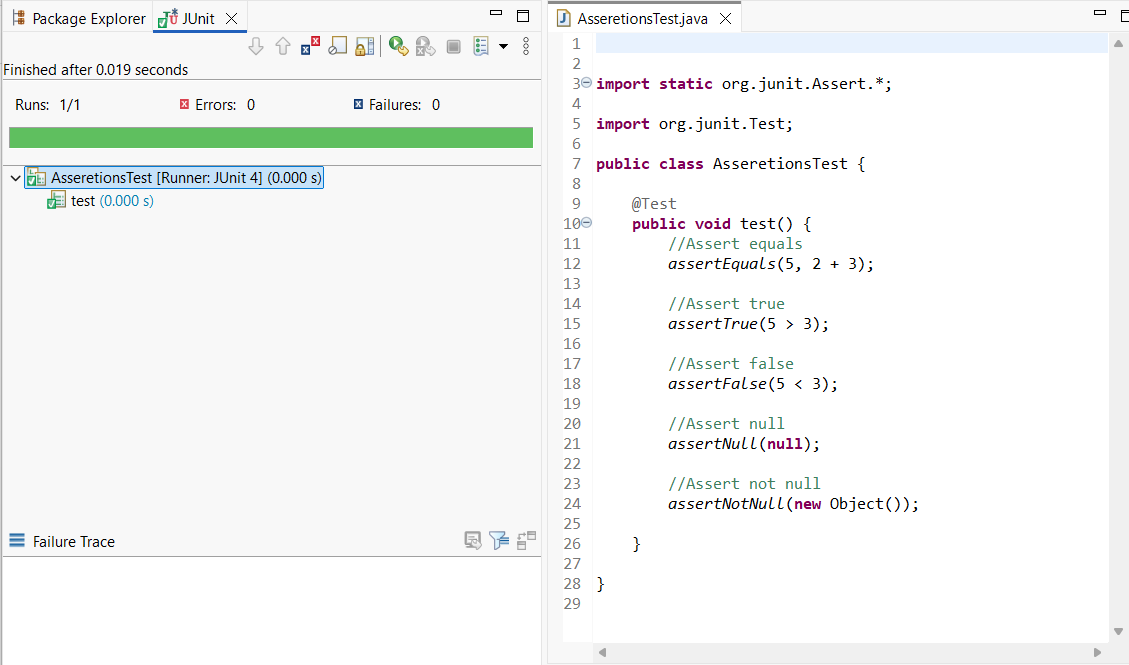 Package Explorer JUnit
Finished after 0.019 seconds
Runs: 1/1 Errors: 0 Failures: 0
AsseretionsTest [Runner: JUnit 4] (0.000 s)
test (0.000 s)
Failure Trace
AsseretionsTest.java
1
2
3 import static org.junit.Assert.*;
4
5 import org.junit.Test;
6
7 public class AsseretionsTest {
8
9 @Test
10 public void test() {
11 //Assert equals
12 assertEquals(5, 2 + 3);
13
14 //Assert true
15 assertTrue(5 > 3);
16
17 //Assert false
18 assertFalse(5 < 3);
19
20 //Assert null
21 assertNull(null);
22
23 //Assert not null
24 assertNotNull(new Object());
25
26 }
27
28 }
29